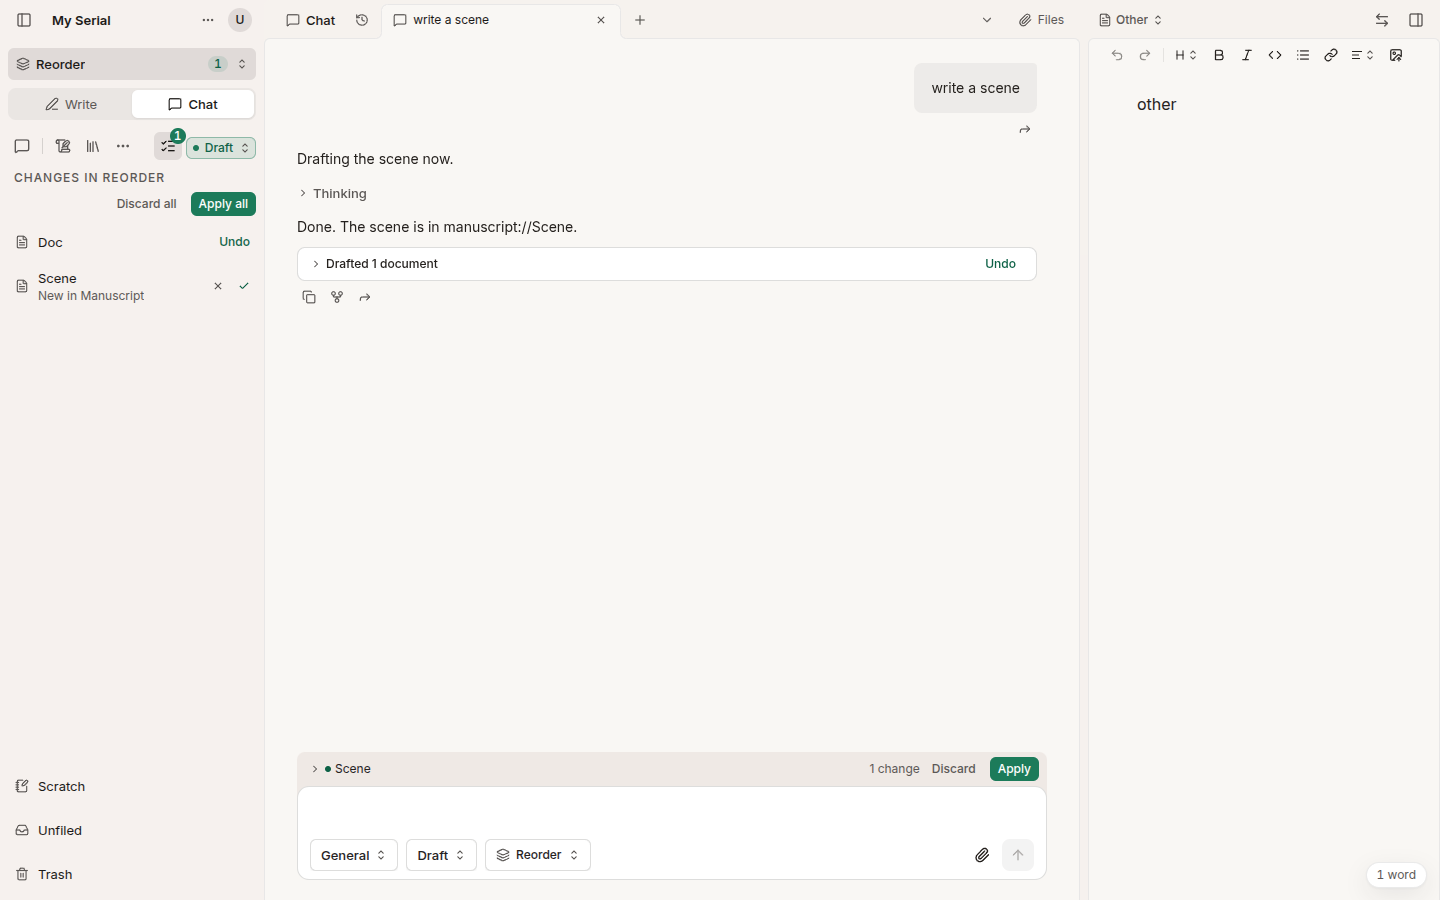 My Serial
U
Reorder
1
Write
Chat
1
Draft
CHANGES IN REORDER
Discard all
Apply all
Doc
Undo
Scene
New in Manuscript
Scratch
Unfiled
Trash
Chat
write a scene
Files
write a scene
Drafting the scene now.
Thinking
Done. The scene is in manuscript://Scene.
Drafted 1 document
Undo
Scene
1 change
Discard
Apply
General
Draft
Reorder
Other
H
B
I
other
1 word